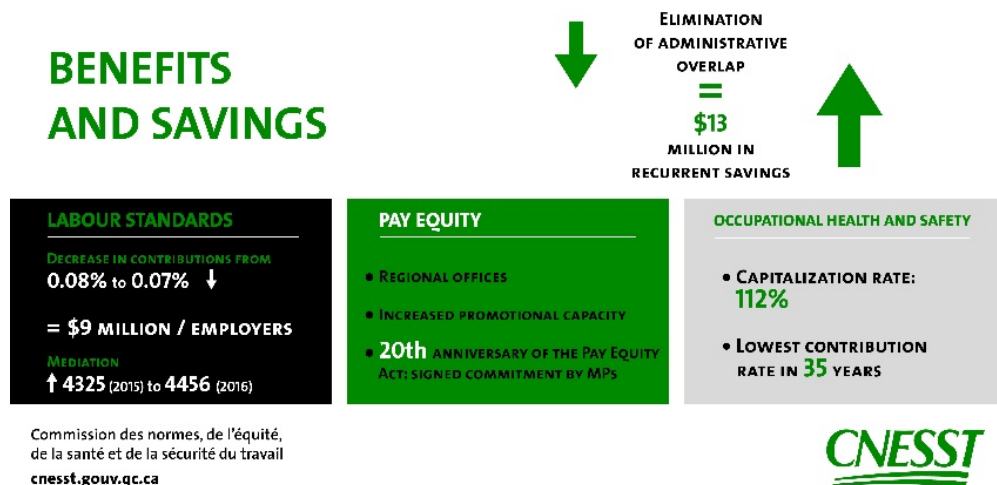 BENEFITS
AND SAVINGS
ELIMINATION
OF ADMINISTRATIVE
OVERLAP
=
$13
MILLION IN
RECURRENT SAVINGS
LABOUR STANDARDS
DECREASE IN CONTRIBUTIONS FROM
0.08% to 0.07% ↓
= $9 MILLION / EMPLOYERS
MEDIATION
↑ 4325 (2015) to 4456 (2016)
PAY EQUITY
• REGIONAL OFFICES
• INCREASED PROMOTIONAL CAPACITY
• 20th ANNIVERSARY OF THE PAY EQUITY
ACT: SIGNED COMMITMENT BY MPS
OCCUPATIONAL HEALTH AND SAFETY
• CAPITALIZATION RATE:
112%
• LOWEST CONTRIBUTION
RATE IN 35 YEARS
Commission des normes, de l'équité,
de la santé et de la sécurité du travail
cnesst.gouv.qc.ca
CNESST